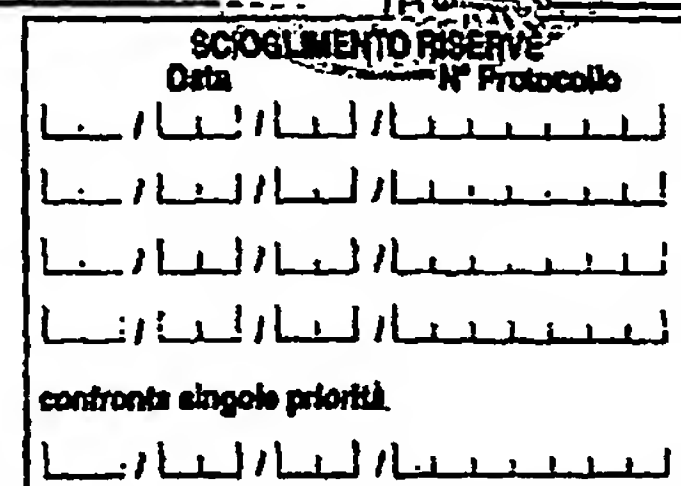 SCIOGLIMENTO RISERVE
Data N° Protocollo
/ / /
/ / /
/ / /
/ / /
confronta singole priorità
/ / /